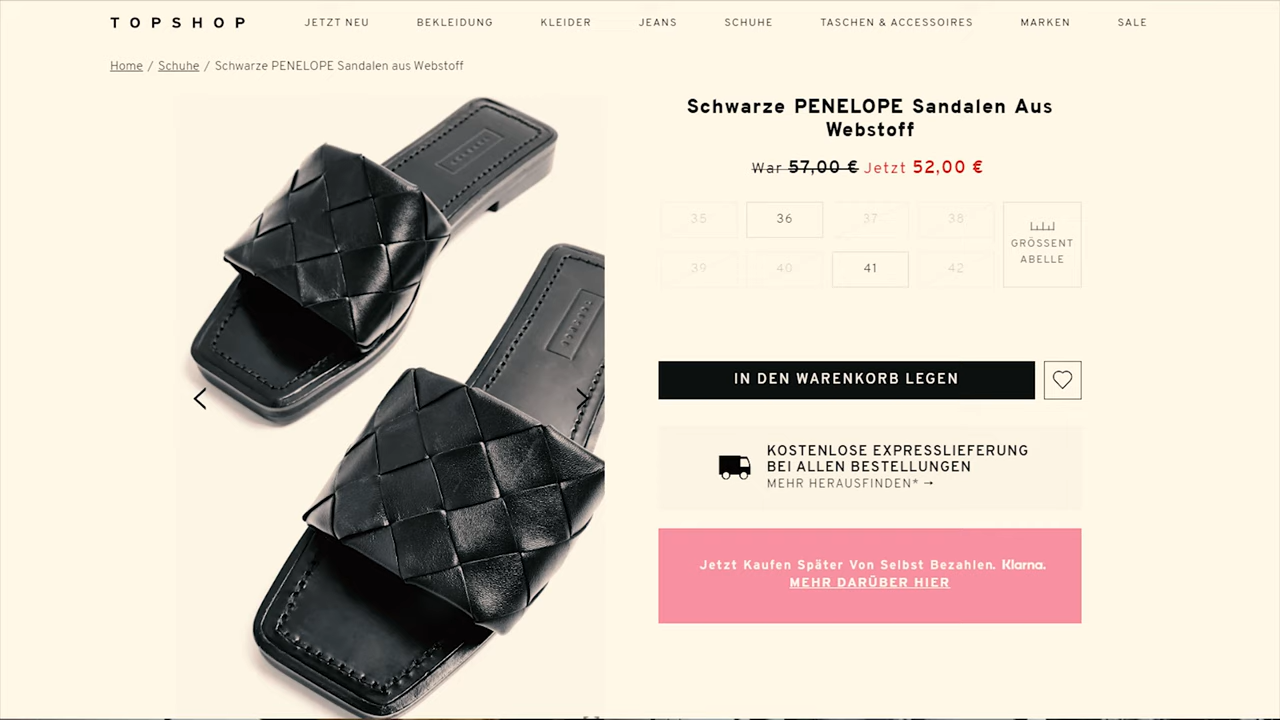 TOPSHOP
JETZT NEU
BEKLEIDUNG
KLEIDER
JEANS
SCHUHE
TASCHEN & ACCESSOIRES
MARKEN
SALE
Home / Schuhe / Schwarze PENELOPE Sandalen aus Webstoff
Schwarze PENELOPE Sandalen Aus
Webstoff
War 57,00 € Jetzt 52,00 €
35
36
37
38
GRÖSSENT
ABELLE
39
40
41
42
IN DEN WARENKORB LEGEN
KOSTENLOSE EXPRESSLIEFERUNG
BEI ALLEN BESTELLUNGEN
MEHR HERAUSFINDEN* →
Jetzt Kaufen Später Von Selbst Bezahlen. Klarna.
MEHR DARÜBER HIER